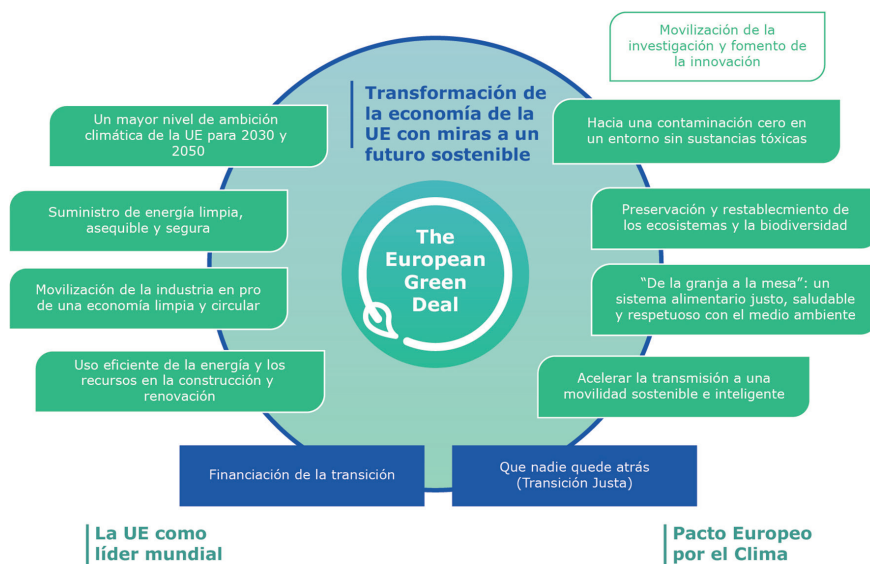 Movilización de la
investigación y fomento de
la innovación
Transformación de
la economía de la
UE con miras a un
futuro sostenible
Un mayor nivel de ambición
climática de la UE para 2030 y
2050
Hacia una contaminación cero en
un entorno sin sustancias tóxicas
Suministro de energía limpia,
asequible y segura
Preservación y restablecmiento de
los ecosistemas y la biodiversidad
The
European
Green
Deal
Movilización de la industria en pro
de una economía limpia y circular
“De la granja a la mesa”: un
sistema alimentario justo, saludable
y respetuoso con el medio ambiente
Uso eficiente de la energía y los
recursos en la construcción y
renovación
Acelerar la transmisión a una
movilidad sostenible e inteligente
Financiación de la transición
Que nadie quede atrás
(Transición Justa)
La UE como
líder mundial
Pacto Europeo
por el Clima